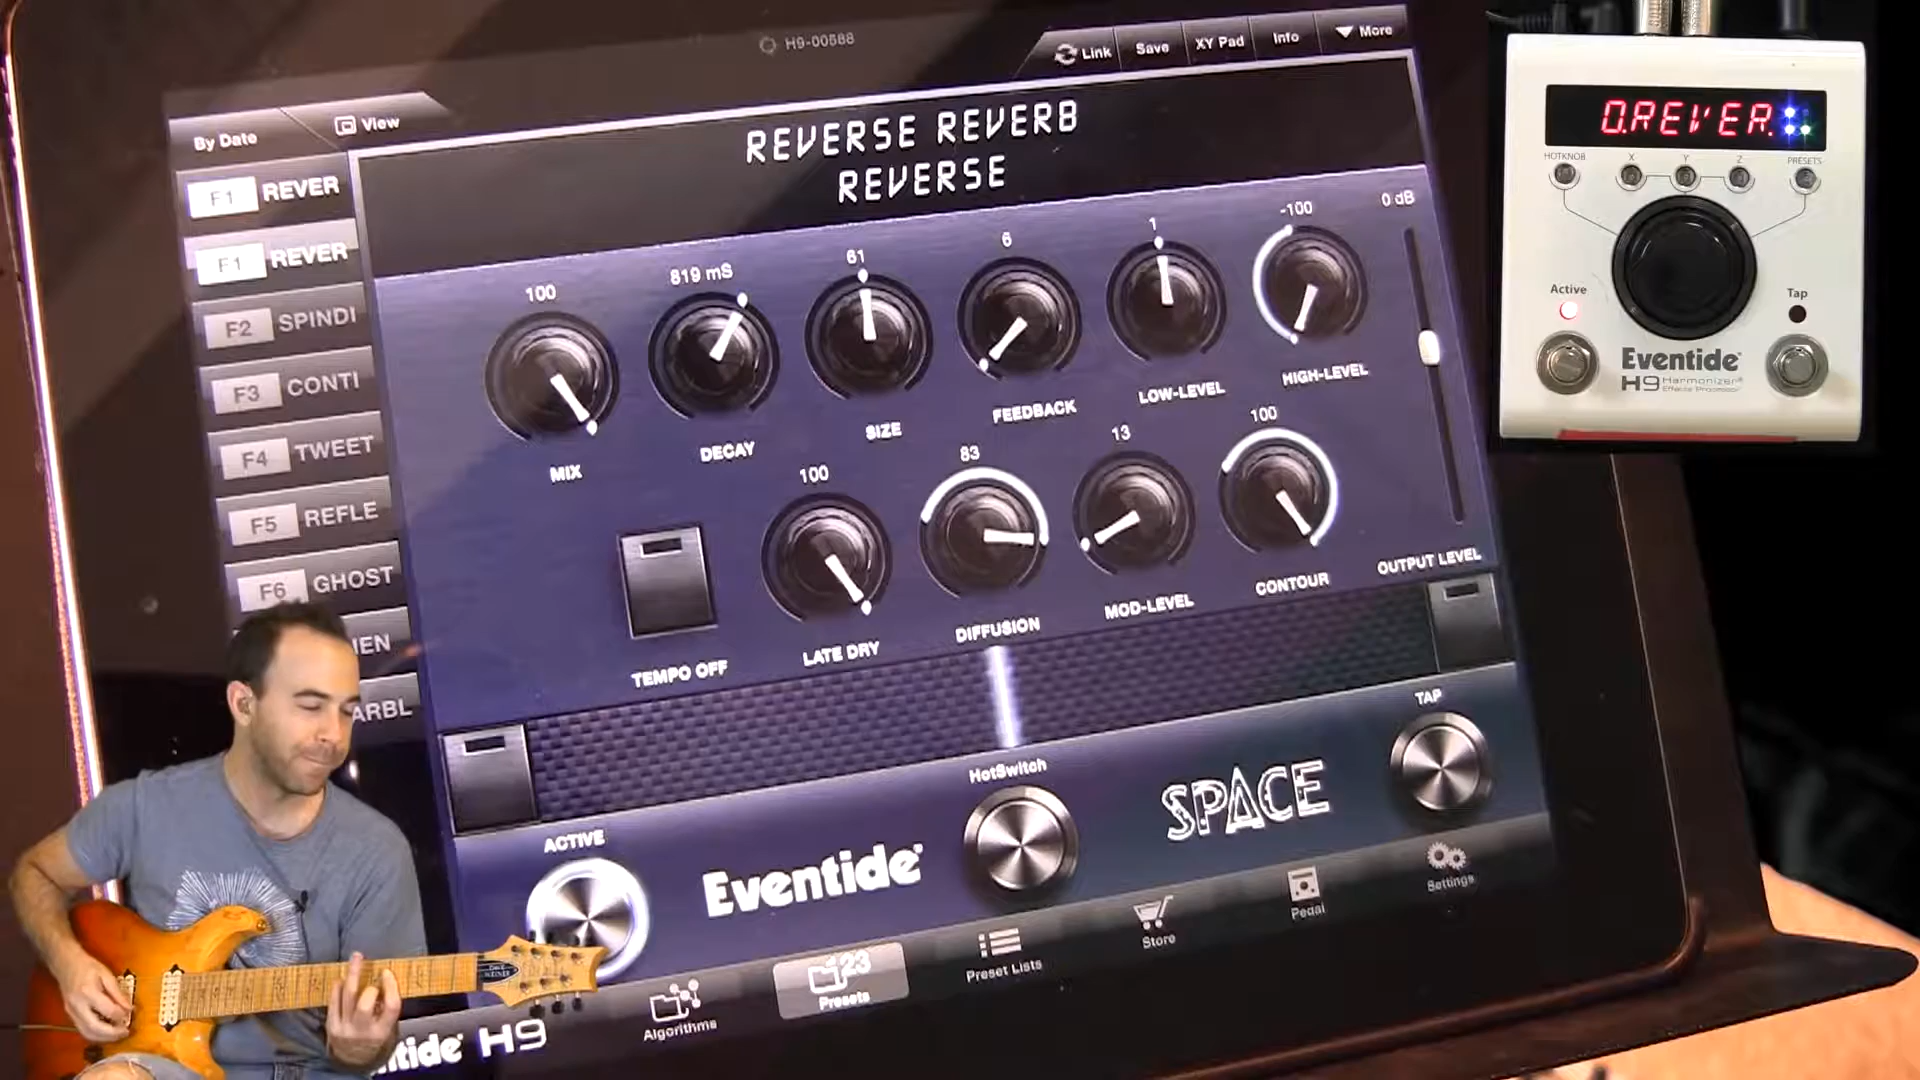 H9-00588
Link
Save
XY Pad
Info
More
By Date
View
REVERSE REVERB
REVERSE
F1 REVER
F1 REVER
F2 SPINDI
F3 CONTI
F4 TWEET
F5 REFLE
F6 GHOST
IEN
ARBL
100
MIX
819 mS
DECAY
61
SIZE
6
FEEDBACK
1
LOW-LEVEL
-100
HIGH-LEVEL
0 dB
OUTPUT LEVEL
TEMPO OFF
100
LATE DRY
83
DIFFUSION
13
MOD-LEVEL
100
CONTOUR
ACTIVE
Eventide
HotSwitch
SPACE
TAP
ntide H9
Algorithms
23
Presets
Preset Lists
Store
Pedal
Settings
O.REVER.
HOTKNOB
X
Y
Z
PRESETS
Active
Tap
Eventide
H9 Harmonizer
Effects Processor